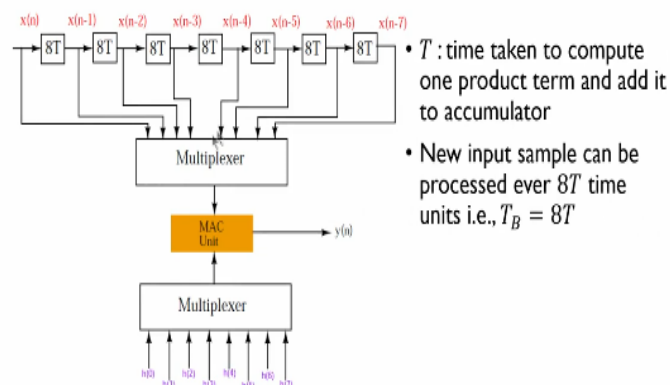 x(n) x(n-1) x(n-2) x(n-3) x(n-4) x(n-5) x(n-6) x(n-7)
8T 8T 8T 8T 8T 8T 8T
Multiplexer
MAC
Unit
y(n)
Multiplexer
h(0) h(2) h(4) h(6)
• T : time taken to compute
one product term and add it
to accumulator
• New input sample can be
processed ever 8T time
units i.e., T_B = 8T